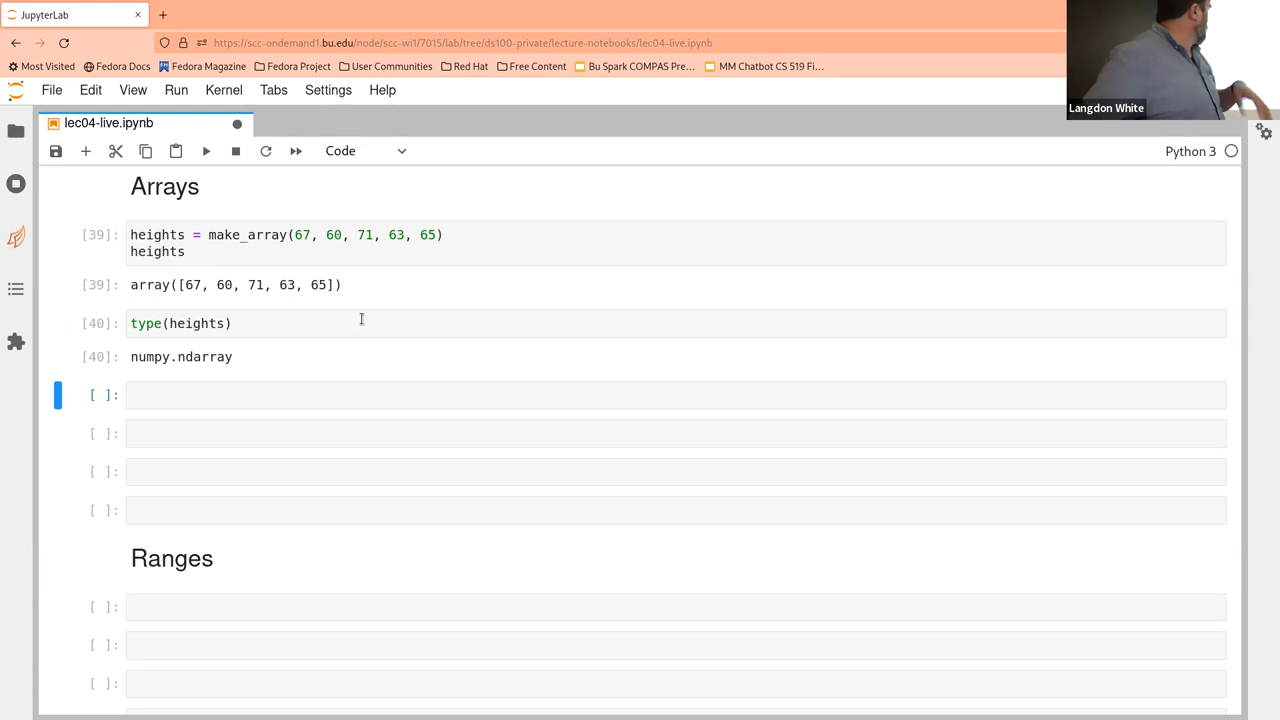 JupyterLab
https://scc-ondemand1.bu.edu/node/scc-wi1/7015/lab/tree/ds100-private/lecture-notebooks/lec04-live.ipynb
Most Visited Fedora Docs Fedora Magazine Fedora Project User Communities Red Hat Free Content Bu Spark COMPAS Pre… MM Chatbot CS 519 Fi…
Langdon White
File Edit View Run Kernel Tabs Settings Help
lec04-live.ipynb
Code Python 3
Arrays
[39]: heights = make_array(67, 60, 71, 63, 65)
heights
[39]: array([67, 60, 71, 63, 65])
[40]: type(heights)
[40]: numpy.ndarray
[ ]:
[ ]:
[ ]:
[ ]:
Ranges
[ ]:
[ ]:
[ ]: